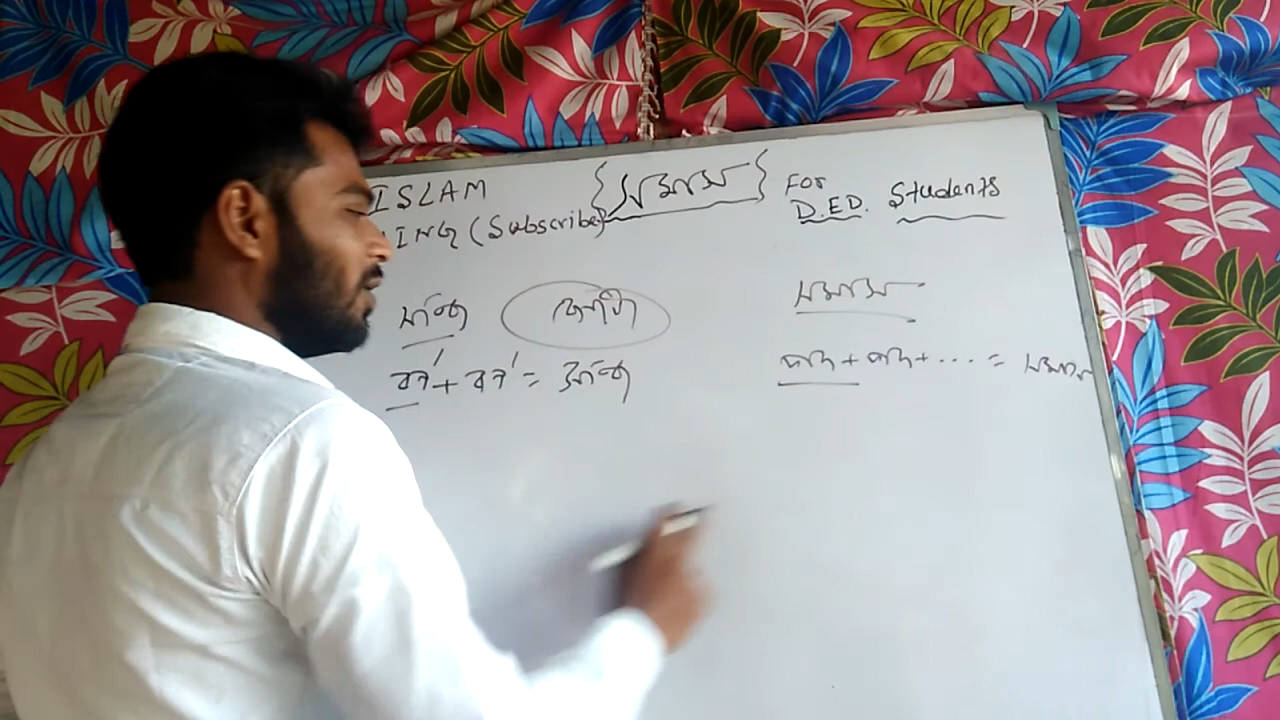 ISLAM {সমাস} For
ING (Subscribe) D.ED. Students
সন্ধি সমাস
বর্ণ + বর্ণ = সন্ধি পদ + পদ + .... = সমাস